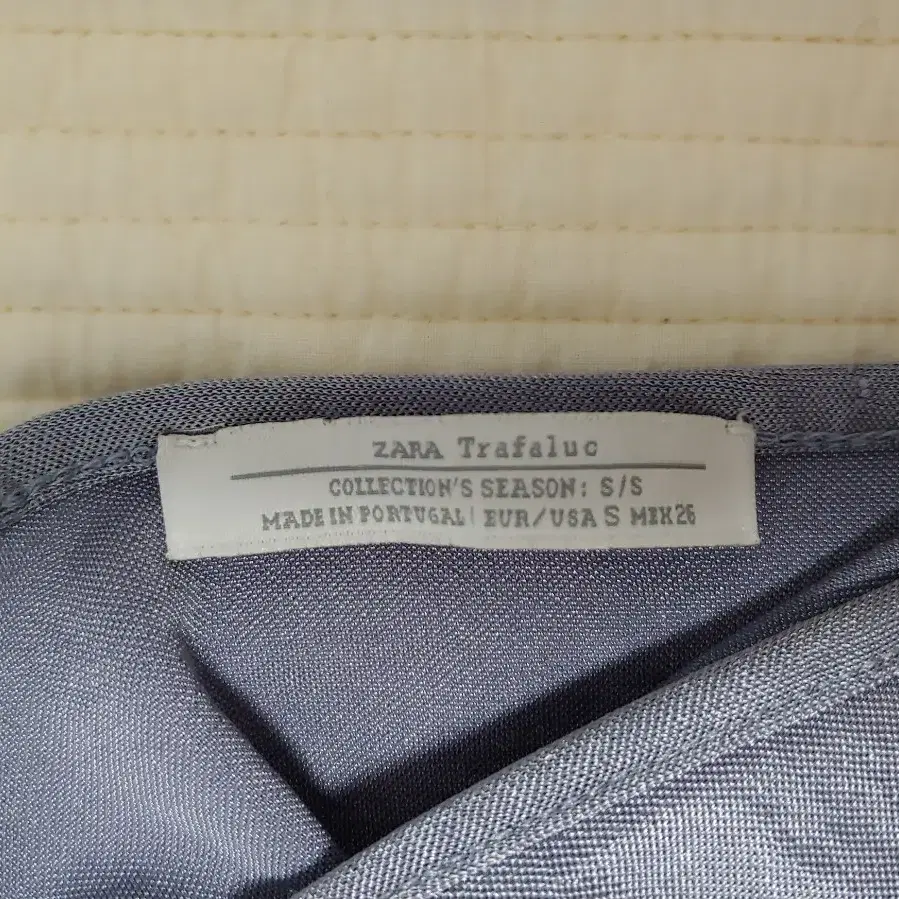 ZARA Trafaluc
COLLECTION'S SEASON: S/S
MADE IN PORTUGAL | EUR/USA S MEX 26